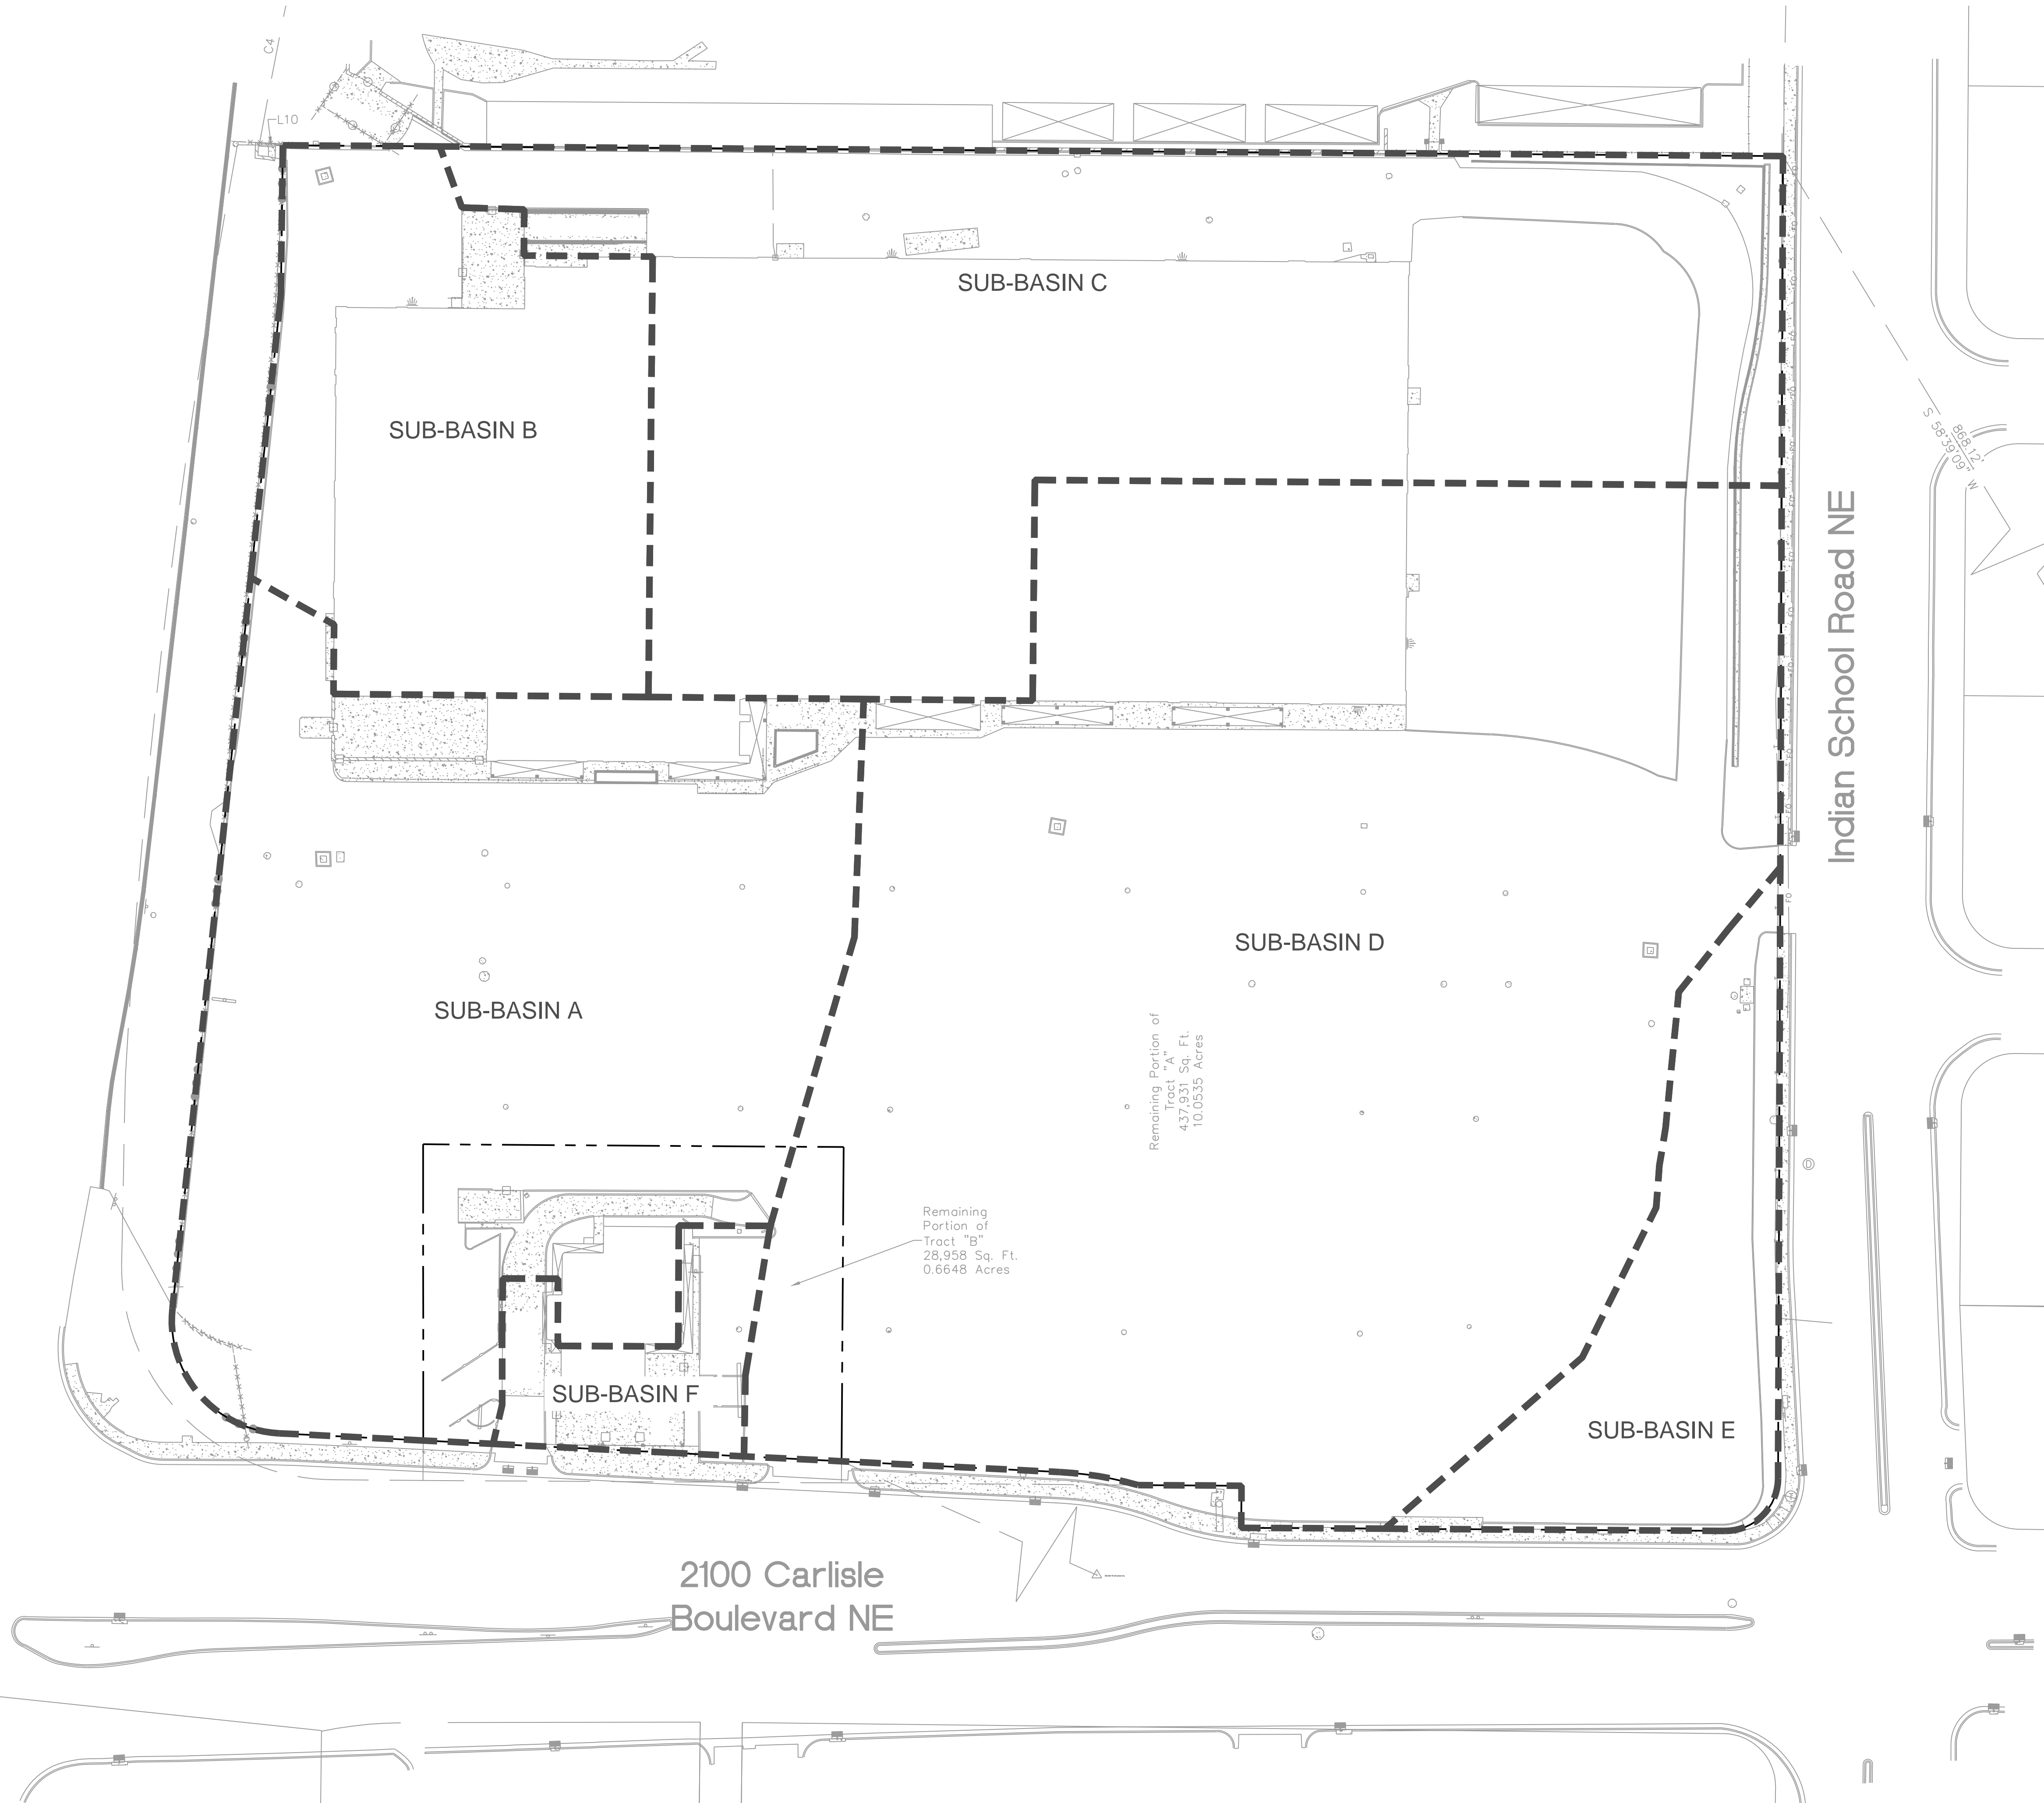 C4
L10
SUB-BASIN C
SUB-BASIN B
868.12'
S 58°39'09" W
Indian School Road NE
SUB-BASIN D
SUB-BASIN A
Remaining Portion of
Tract "A"
437,931 Sq. Ft.
10.0535 Acres
Remaining
Portion of
Tract "B"
28,958 Sq. Ft.
0.6648 Acres
SUB-BASIN F
SUB-BASIN E
2100 Carlisle
Boulevard NE